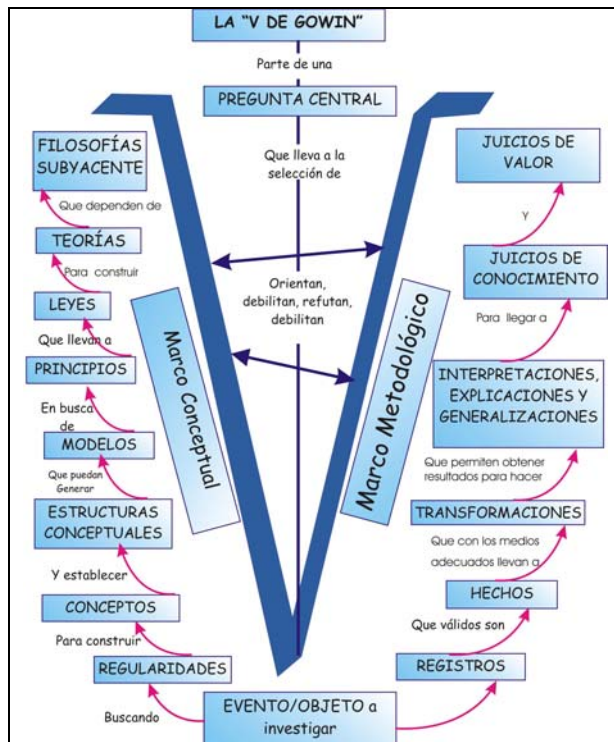 LA "V DE GOWIN"
Parte de una
PREGUNTA CENTRAL
Que lleva a la
selección de
Orientan,
debilitan, refutan,
debilitan
FILOSOFÍAS
SUBYACENTE
Que dependen de
TEORÍAS
Para construir
LEYES
Que llevan a
PRINCIPIOS
En busca
de
MODELOS
Que puedan
Generar
ESTRUCTURAS
CONCEPTUALES
Y establecer
CONCEPTOS
Para construir
REGULARIDADES
Buscando
Marco Conceptual
Marco Metodológico
JUICIOS DE
VALOR
Y
JUICIOS DE
CONOCIMIENTO
Para llegar a
INTERPRETACIONES,
EXPLICACIONES Y
GENERALIZACIONES
Que permiten obtener
resultados para hacer
TRANSFORMACIONES
Que con los medios
adecuados llevan a
HECHOS
Que válidos son
REGISTROS
EVENTO/OBJETO a
investigar